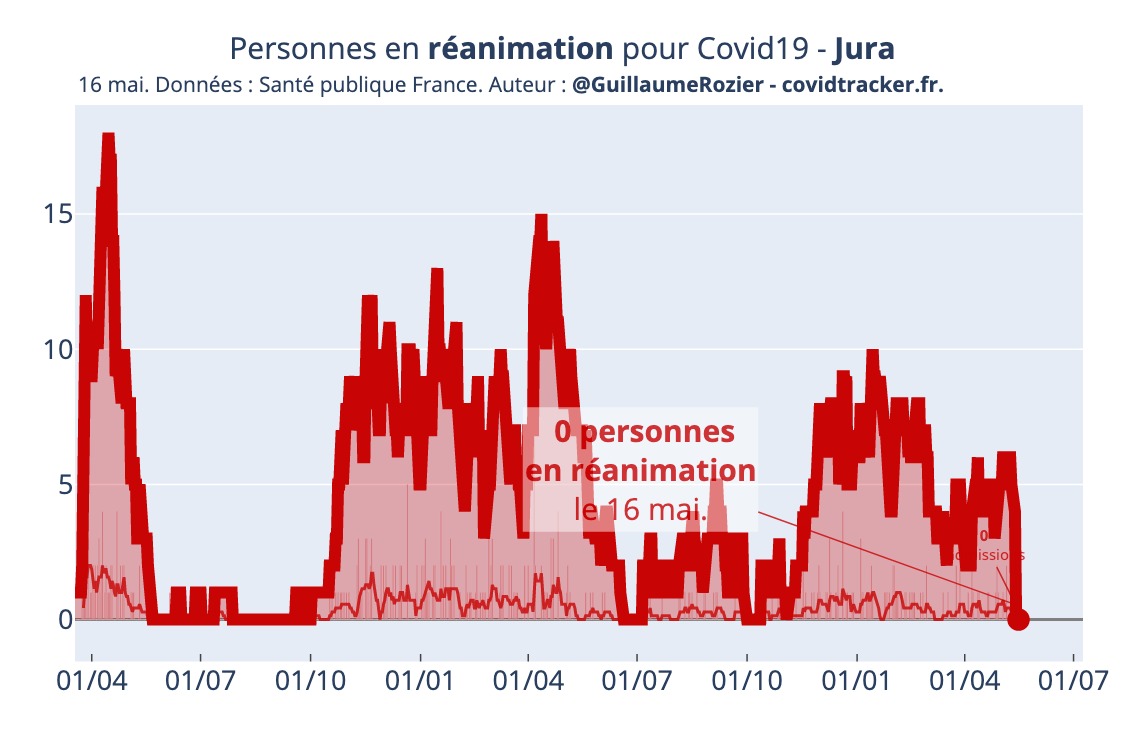 Personnes en réanimation pour Covid19 - Jura
16 mai. Données : Santé publique France. Auteur : @GuillaumeRozier - covidtracker.fr.
15
10
5
0
0 personnes
en réanimation
le 16 mai.
0
admissions
01/04 01/07 01/10 01/01 01/04 01/07 01/10 01/01 01/04 01/07